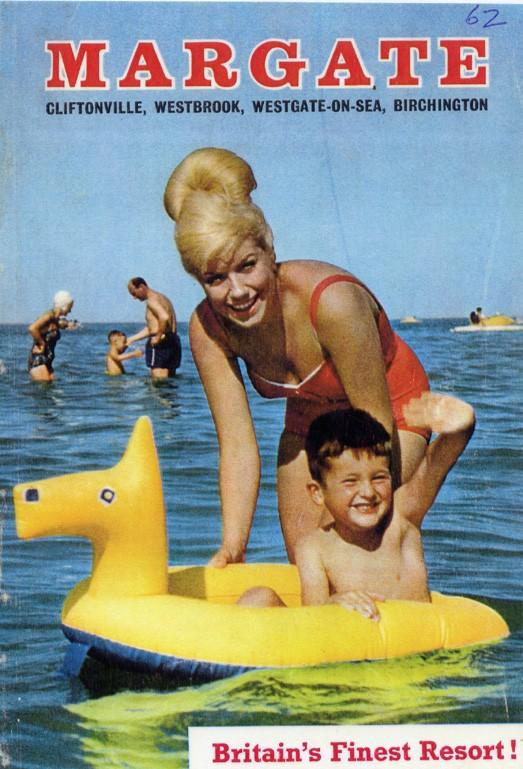 62
MARGATE
CLIFTONVILLE, WESTBROOK, WESTGATE-ON-SEA, BIRCHINGTON
Britain's Finest Resort!